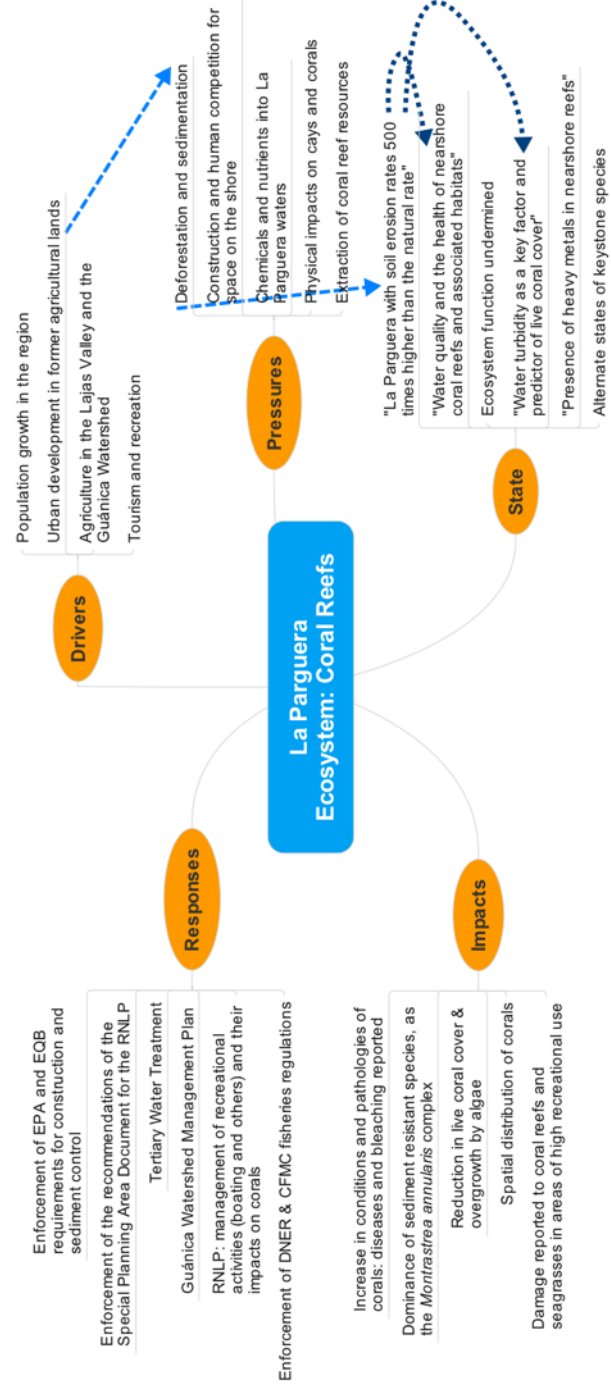 La Parguera
Ecosystem: Coral Reefs
Drivers
Population growth in the region
Urban development in former agricultural lands
Agriculture in the Lajas Valley and the
Guánica Watershed
Tourism and recreation
Pressures
Deforestation and sedimentation
Construction and human competition for
space on the shore
Chemicals and nutrients into La
Parguera waters
Physical impacts on cays and corals
Extraction of coral reef resources
State
"La Parguera with soil erosion rates 500
times higher than the natural rate"
"Water quality and the health of nearshore
coral reefs and associated habitats"
Ecosystem function undermined
"Water turbidity as a key factor and
predictor of live coral cover"
"Presence of heavy metals in nearshore reefs"
Alternate states of keystone species
Impacts
Increase in conditions and pathologies of
corals: diseases and bleaching reported
Dominance of sediment resistant species, as
the Montrastrea annularis complex
Reduction in live coral cover &
overgrowth by algae
Spatial distribution of corals
Damage reported to coral reefs and
seagrasses in areas of high recreational use
Responses
Enforcement of EPA and EQB
requirements for construction and
sediment control
Enforcement of the recommendations of the
Special Planning Area Document for the RNLP
Tertiary Water Treatment
Guánica Watershed Management Plan
RNLP: management of recreational
activities (boating and others) and their
impacts on corals
Enforcement of DNER & CFMC fisheries regulations